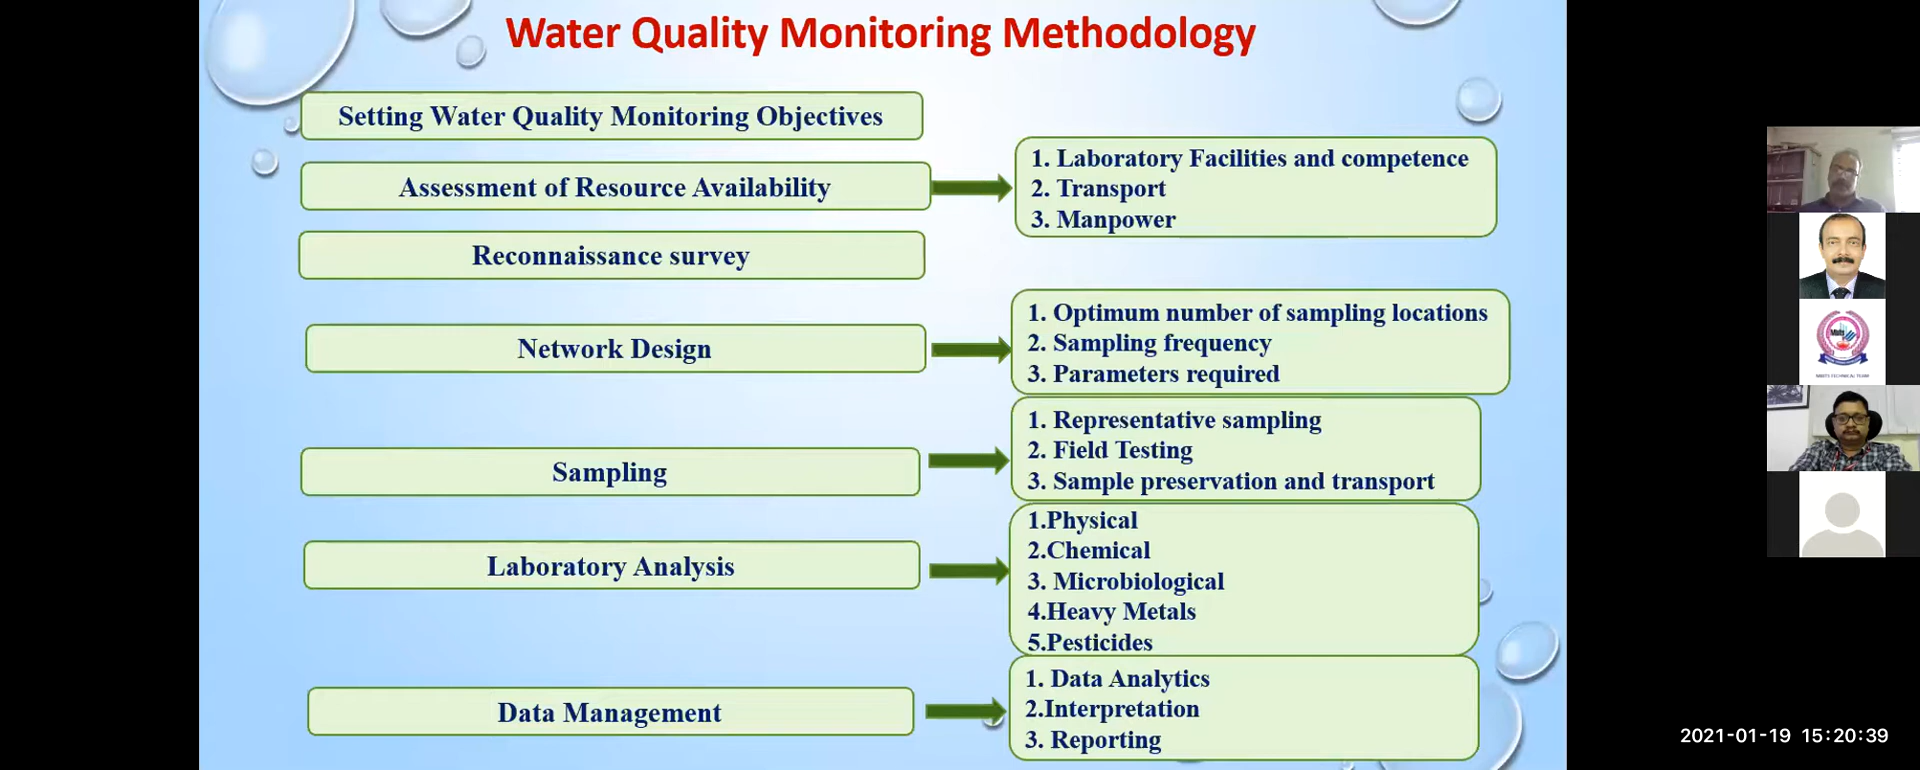 Water Quality Monitoring Methodology
Setting Water Quality Monitoring Objectives
Assessment of Resource Availability
1. Laboratory Facilities and competence
2. Transport
3. Manpower
Reconnaissance survey
Network Design
1. Optimum number of sampling locations
2. Sampling frequency
3. Parameters required
Sampling
1. Representative sampling
2. Field Testing
3. Sample preservation and transport
Laboratory Analysis
1.Physical
2.Chemical
3. Microbiological
4.Heavy Metals
5.Pesticides
Data Management
1. Data Analytics
2.Interpretation
3. Reporting
2021-01-19 15:20:39